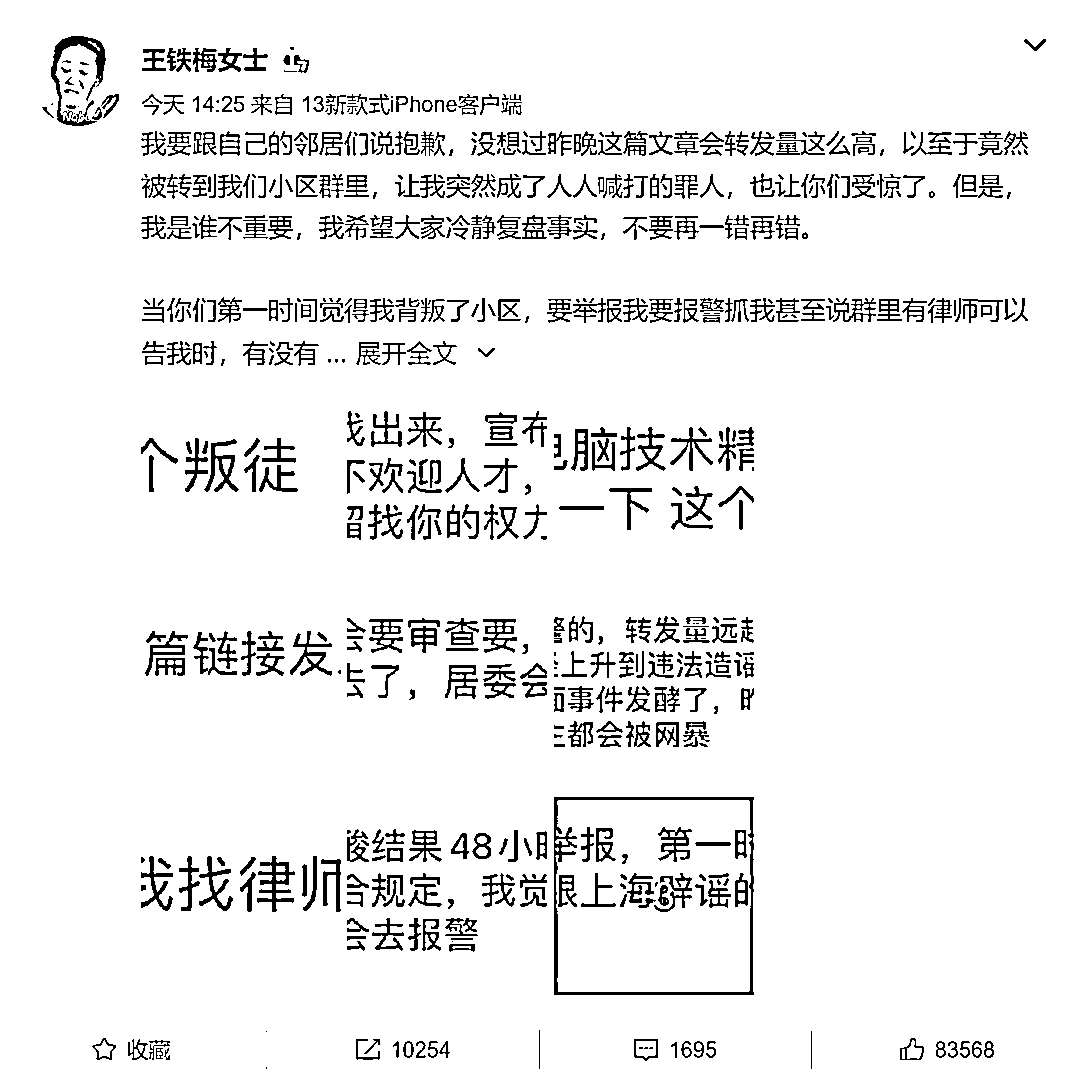 王铁梅女士
今天 14:25 来自 13新款式iPhone客户端
我要跟自己的邻居们说抱歉，没想过昨晚这篇文章会转发量这么高，以至于竟然
被转到我们小区群里，让我突然成了人人喊打的罪人，也让你们受惊了。但是，
我是谁不重要，我希望大家冷静复盘事实，不要再一错再错。
当你们第一时间觉得我背叛了小区，要举报我要报警抓我甚至说群里有律师可以
告我时，有没有 ... 展开全文
个叛徒
出来，宣布
欢迎人才，
找你的权力
脑技术精
一下 这个
篇链接发
会要审查要，
去了，居委会
的，转发量远超
上升到违法造谣
事件发酵了，
都会被网暴
我找律师
酸结果 48小时
合规定，我觉
会去报警
举报，第一时
跟上海辟谣的
收藏
10254
1695
83568